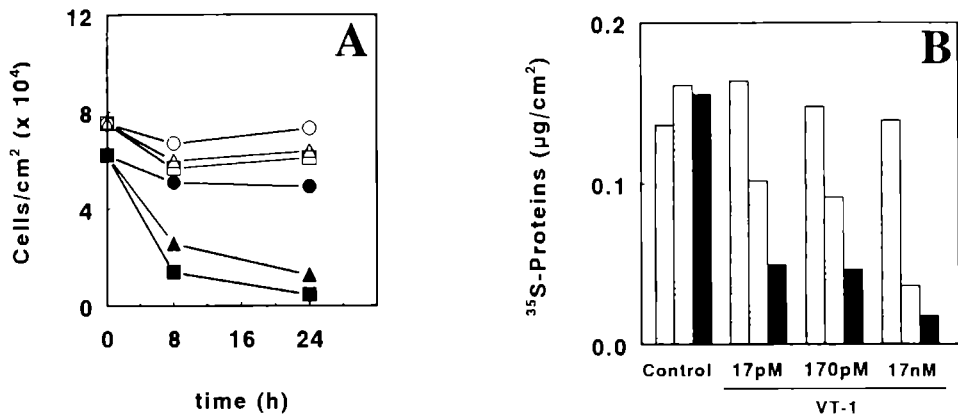 A
Cells/cm² (x 10⁴)
12
8
4
0
0 8 16 24
time (h)
B
³⁵S-Proteins (µg/cm²)
0.2
0.1
0.0
Control 17pM 170pM 17nM
VT-1